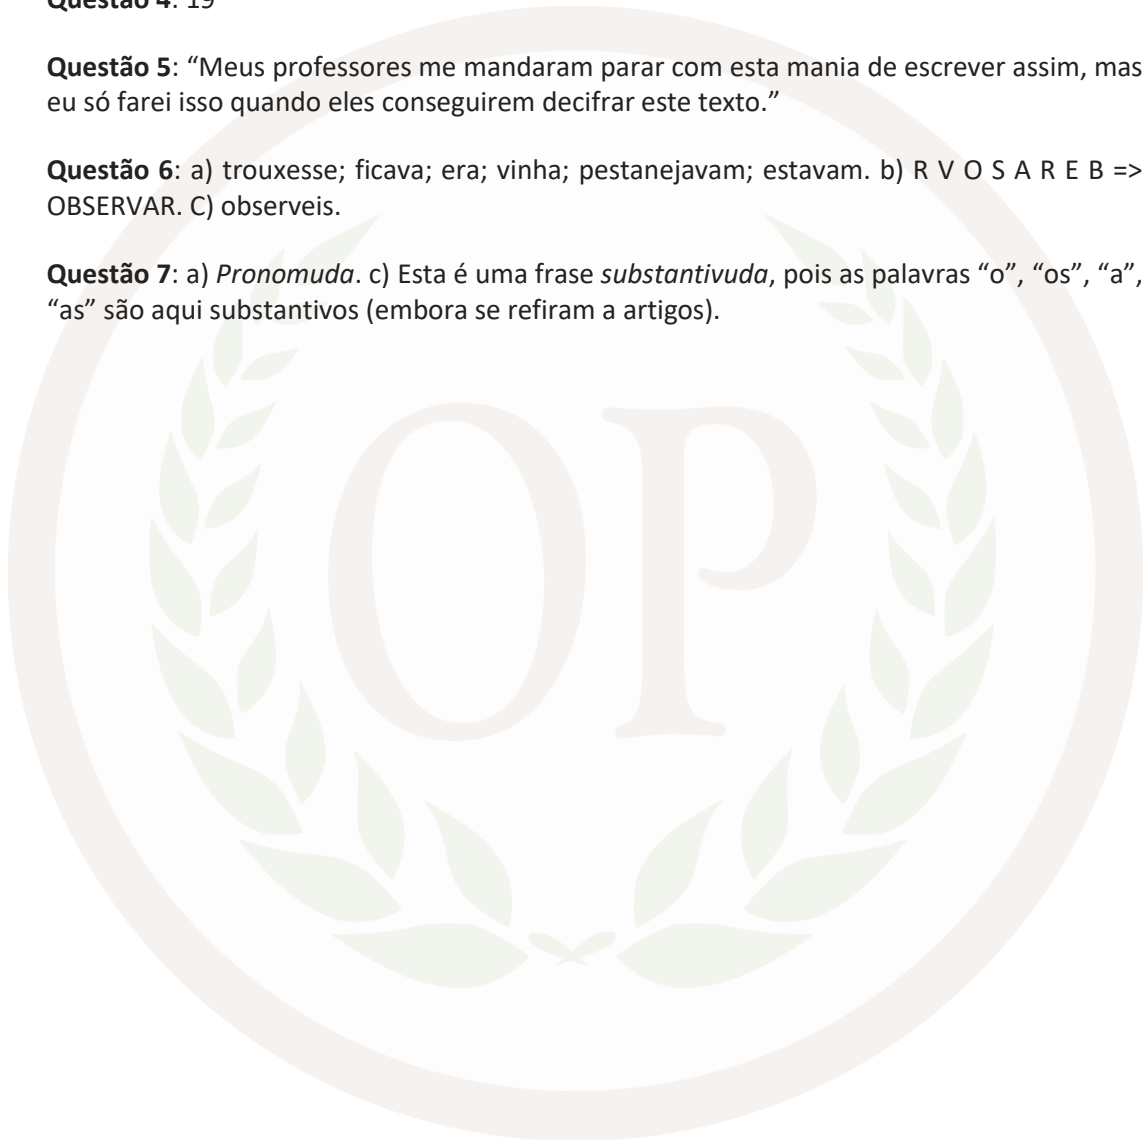 Questão 4: 19
Questão 5: “Meus professores me mandaram parar com esta mania de escrever assim, mas
eu só farei isso quando eles conseguirem decifrar este texto.”
Questão 6: a) trouxesse; ficava; era; vinha; pestanejavam; estavam. b) R V O S A R E B =>
OBSERVAR. C) observeis.
Questão 7: a) Pronomuda. c) Esta é uma frase substantivuda, pois as palavras “o”, “os”, “a”,
“as” são aqui substantivos (embora se refiram a artigos).
OP